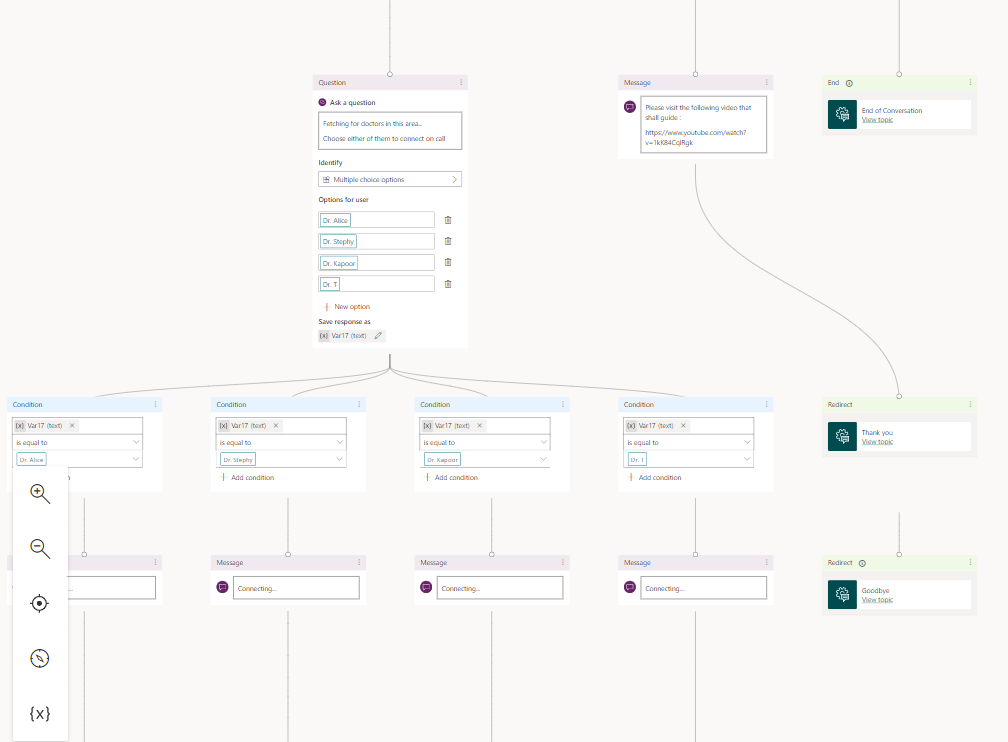 Question
Ask a question
Fetching for doctors in this area...
Choose either of them to connect on call
Identify
Multiple choice options
Options for user
Dr. Alice
Dr. Stephy
Dr. Kapoor
Dr. T
New option
Save response as
{x} Var17 (text)
Message
Please visit the following video that
shall guide :
https://www.youtube.com/watch?
v=1kK84CqlRgk
End
End of Conversation
View topic
Condition
{x} Var17 (text)
is equal to
Dr. Alice
Condition
{x} Var17 (text)
is equal to
Dr. Stephy
Add condition
Condition
{x} Var17 (text)
is equal to
Dr. Kapoor
Add condition
Condition
{x} Var17 (text)
is equal to
Dr. T
Add condition
Redirect
Thank you
View topic
Message
Connecting...
Message
Connecting...
Message
Connecting...
Redirect
Goodbye
View topic
{x}